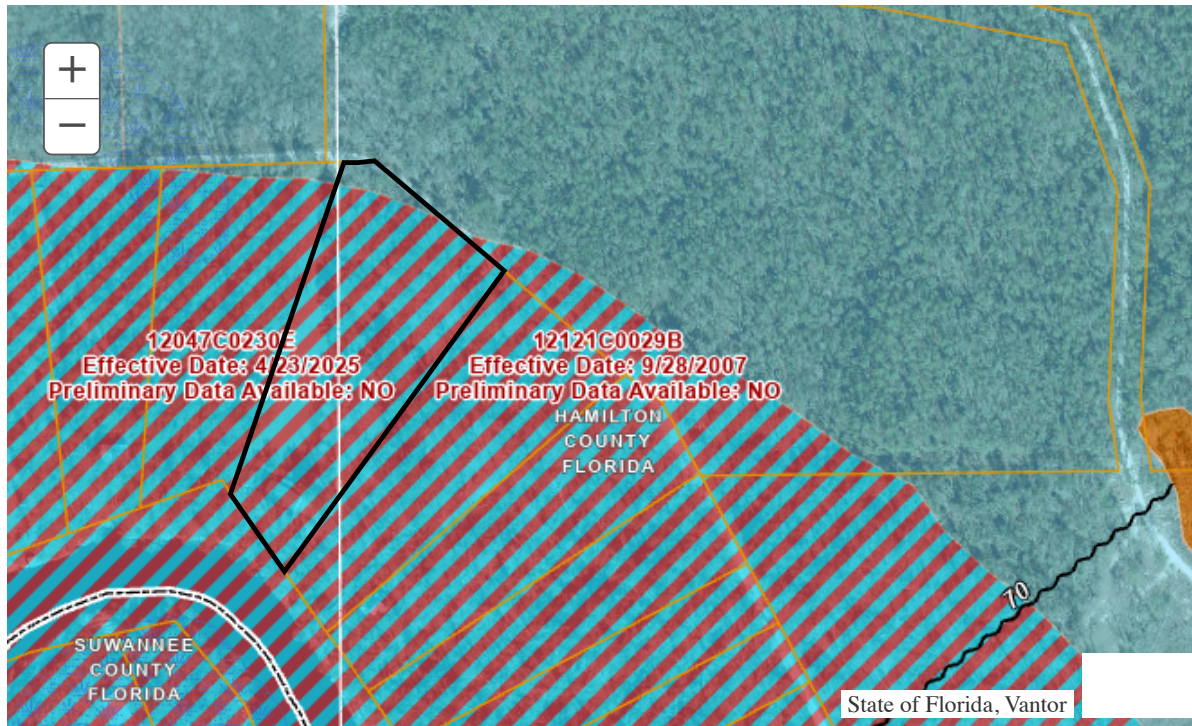 +
−
12047C0230E
Effective Date: 4/23/2025
Preliminary Data Available: NO
12121C0029B
Effective Date: 9/28/2007
Preliminary Data Available: NO
HAMILTON
COUNTY
FLORIDA
70
SUWANNEE
COUNTY
FLORIDA
State of Florida, Vantor